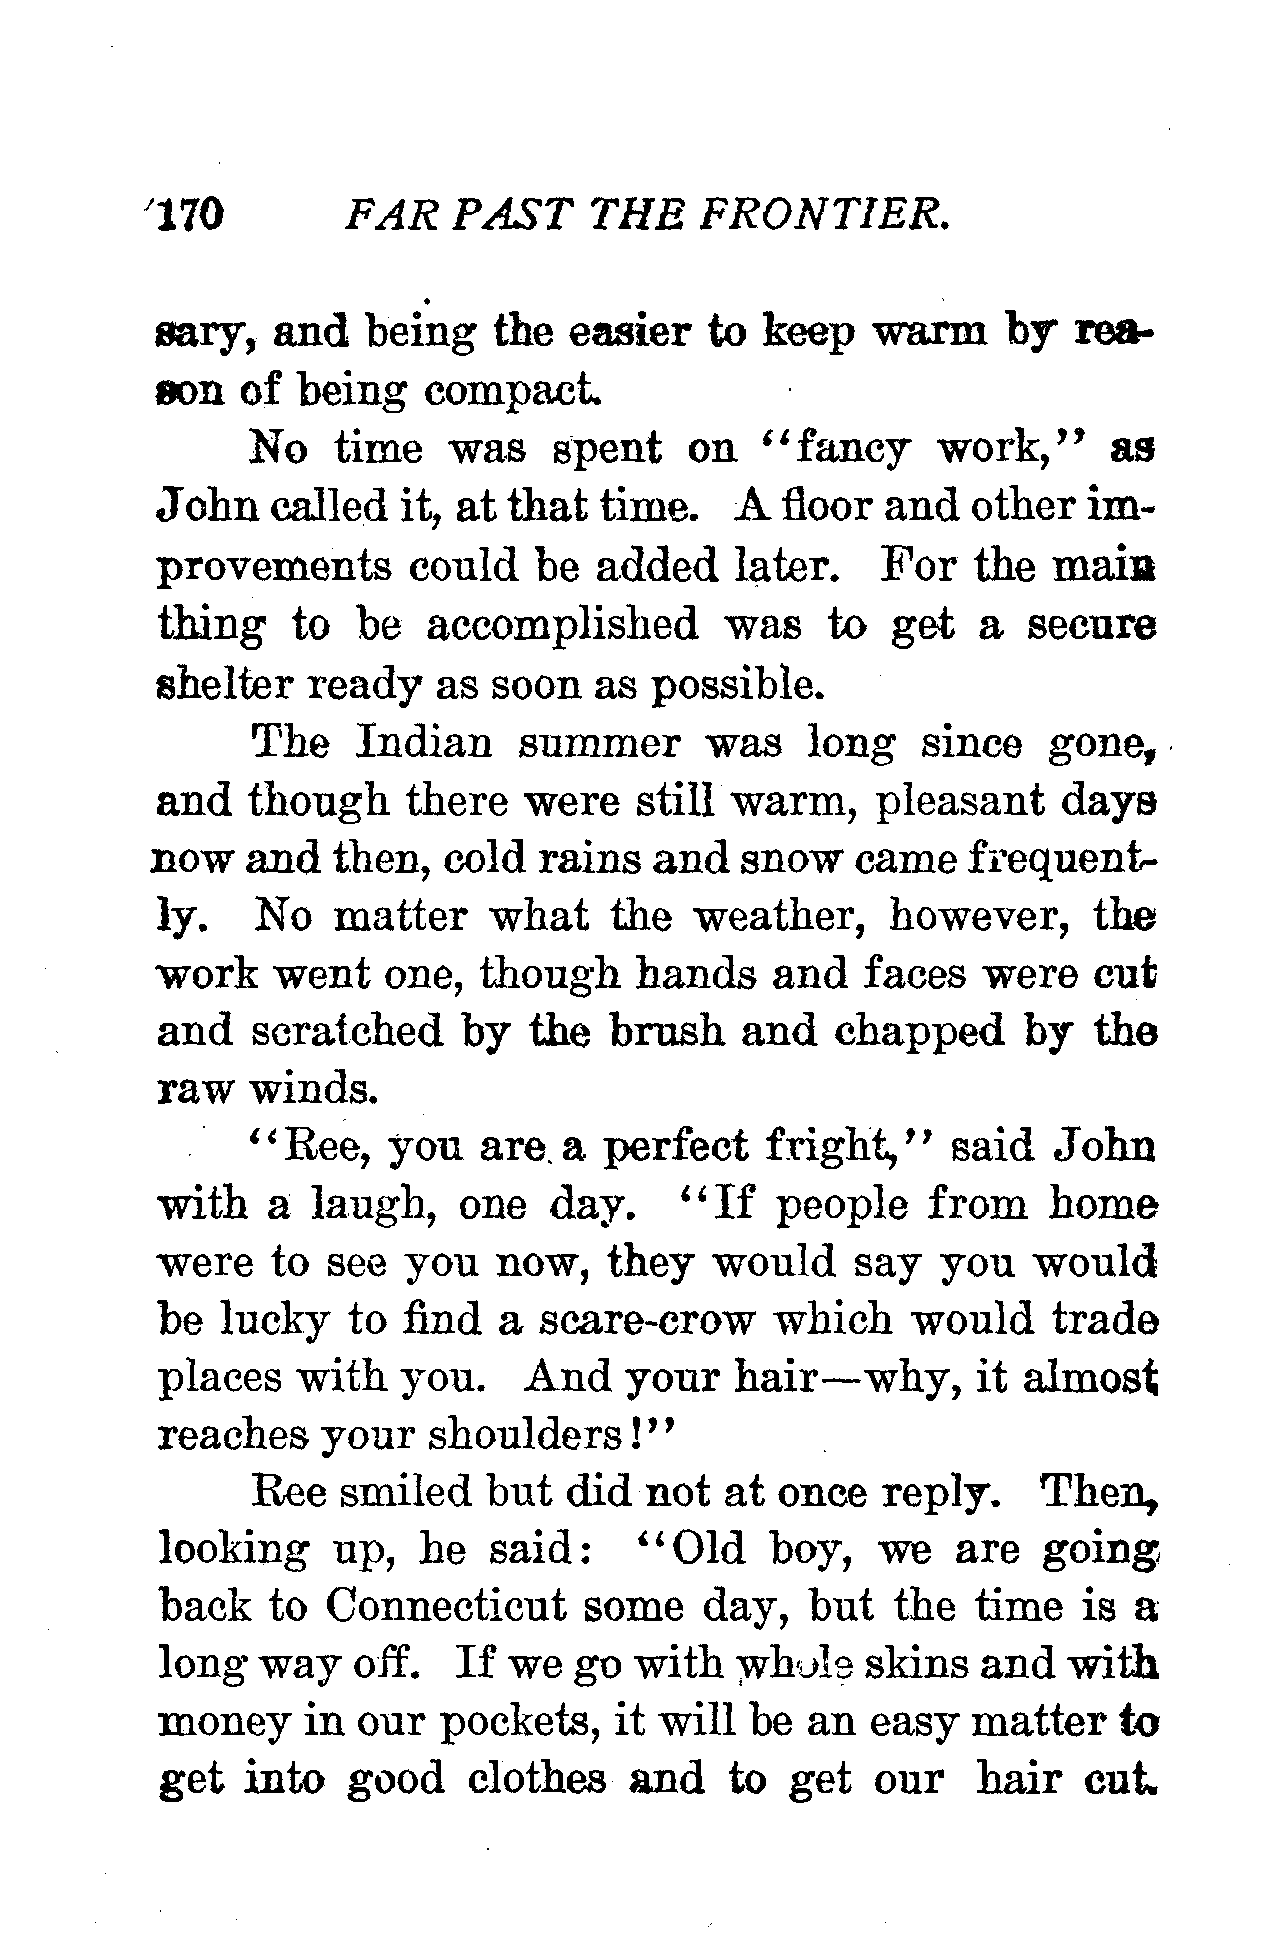 170 FAR PAST THE FRONTIER.
sary, and being the easier to keep warm by rea-
son of being compact.
No time was spent on "fancy work," as
John called it, at that time. A floor and other im-
provements could be added later. For the main
thing to be accomplished was to get a secure
shelter ready as soon as possible.
The Indian summer was long since gone,
and though there were still warm, pleasant days
now and then, cold rains and snow came frequent-
ly. No matter what the weather, however, the
work went one, though hands and faces were cut
and scratched by the brush and chapped by the
raw winds.
"Ree, you are a perfect fright," said John
with a laugh, one day. "If people from home
were to see you now, they would say you would
be lucky to find a scare-crow which would trade
places with you. And your hair—why, it almost
reaches your shoulders!"
Ree smiled but did not at once reply. Then,
looking up, he said: "Old boy, we are going
back to Connecticut some day, but the time is a
long way off. If we go with whole skins and with
money in our pockets, it will be an easy matter to
get into good clothes and to get our hair cut.